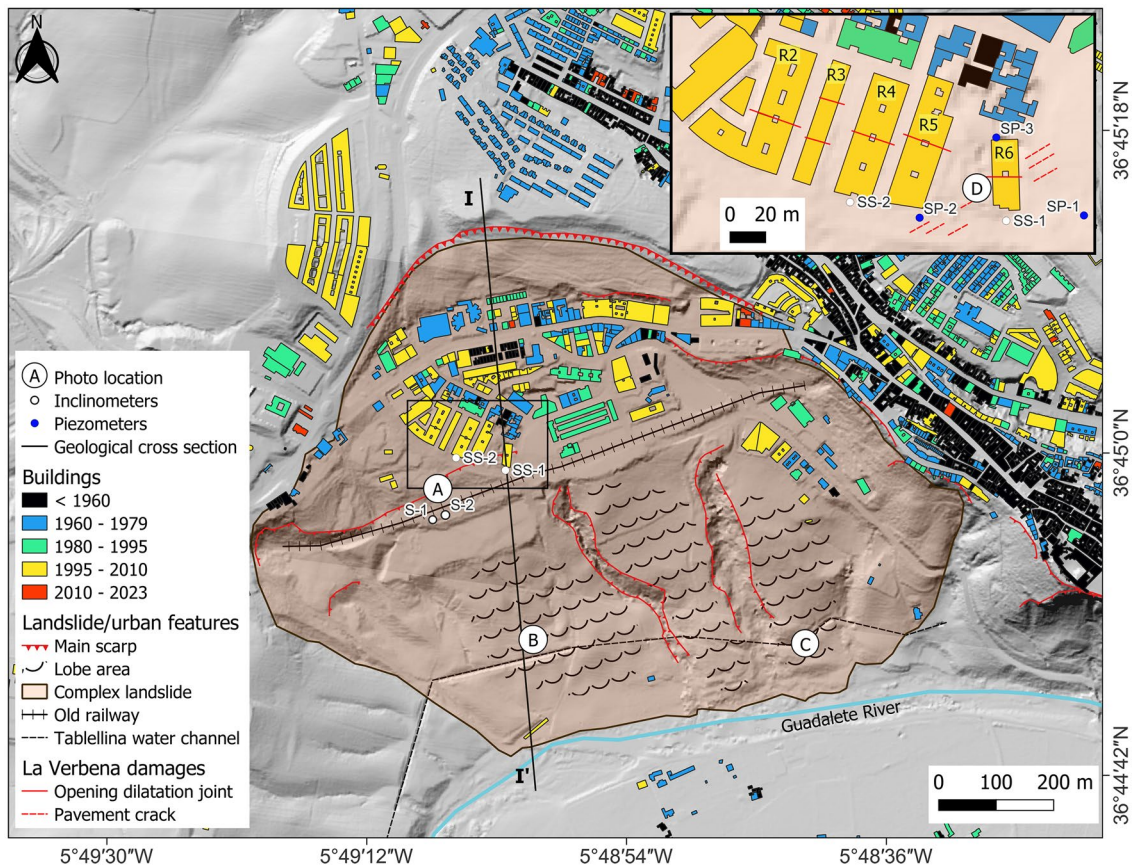 N
R2
R3
R4
R5
SP-3
R6
D
SS-2
SP-2
SS-1
SP-1
0 20 m
I
36°45'18"N
A Photo location
Inclinometers
Piezometers
Geological cross section
Buildings
< 1960
1960 - 1979
1980 - 1995
1995 - 2010
2010 - 2023
Landslide/urban features
Main scarp
Lobe area
Complex landslide
Old railway
Tablellina water channel
La Verbena damages
Opening dilatation joint
Pavement crack
SS-2
SS-1
A
S-1
S-2
36°45'0"N
B
C
Guadalete River
I'
0 100 200 m
36°44'42"N
5°49'30"W
5°49'12"W
5°48'54"W
5°48'36"W